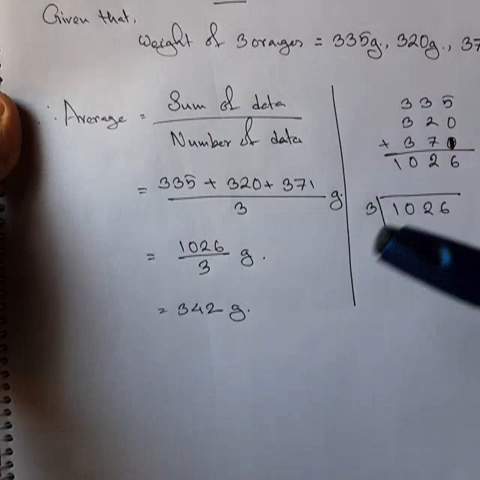 Given that,
Weight of 3 oranges = 335g., 320g., 37
∴ Average = Sum of data
Number of data
= 335 + 320 + 371
3 g.
= 1026
3 g.
= 342 g.
335
320
+ 371
1026
3 1026